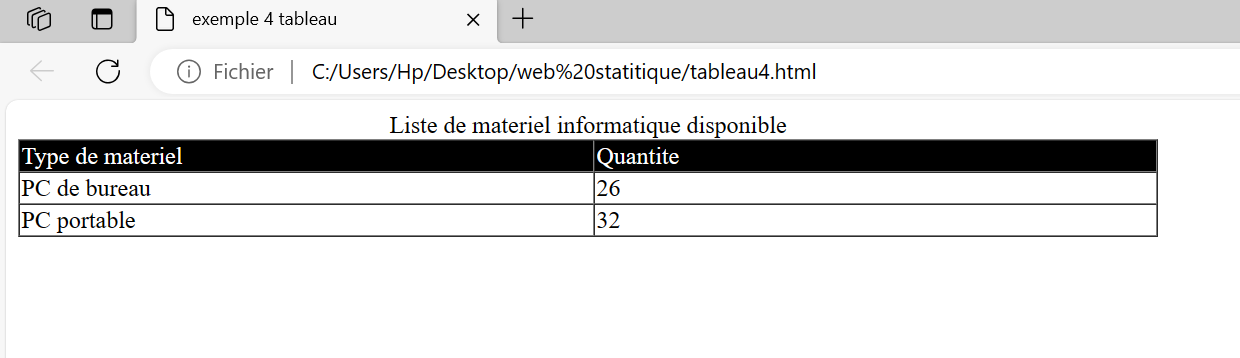 exemple 4 tableau
Fichier C:/Users/Hp/Desktop/web%20statitique/tableau4.html
Liste de materiel informatique disponible
Type de materiel Quantite
PC de bureau 26
PC portable 32